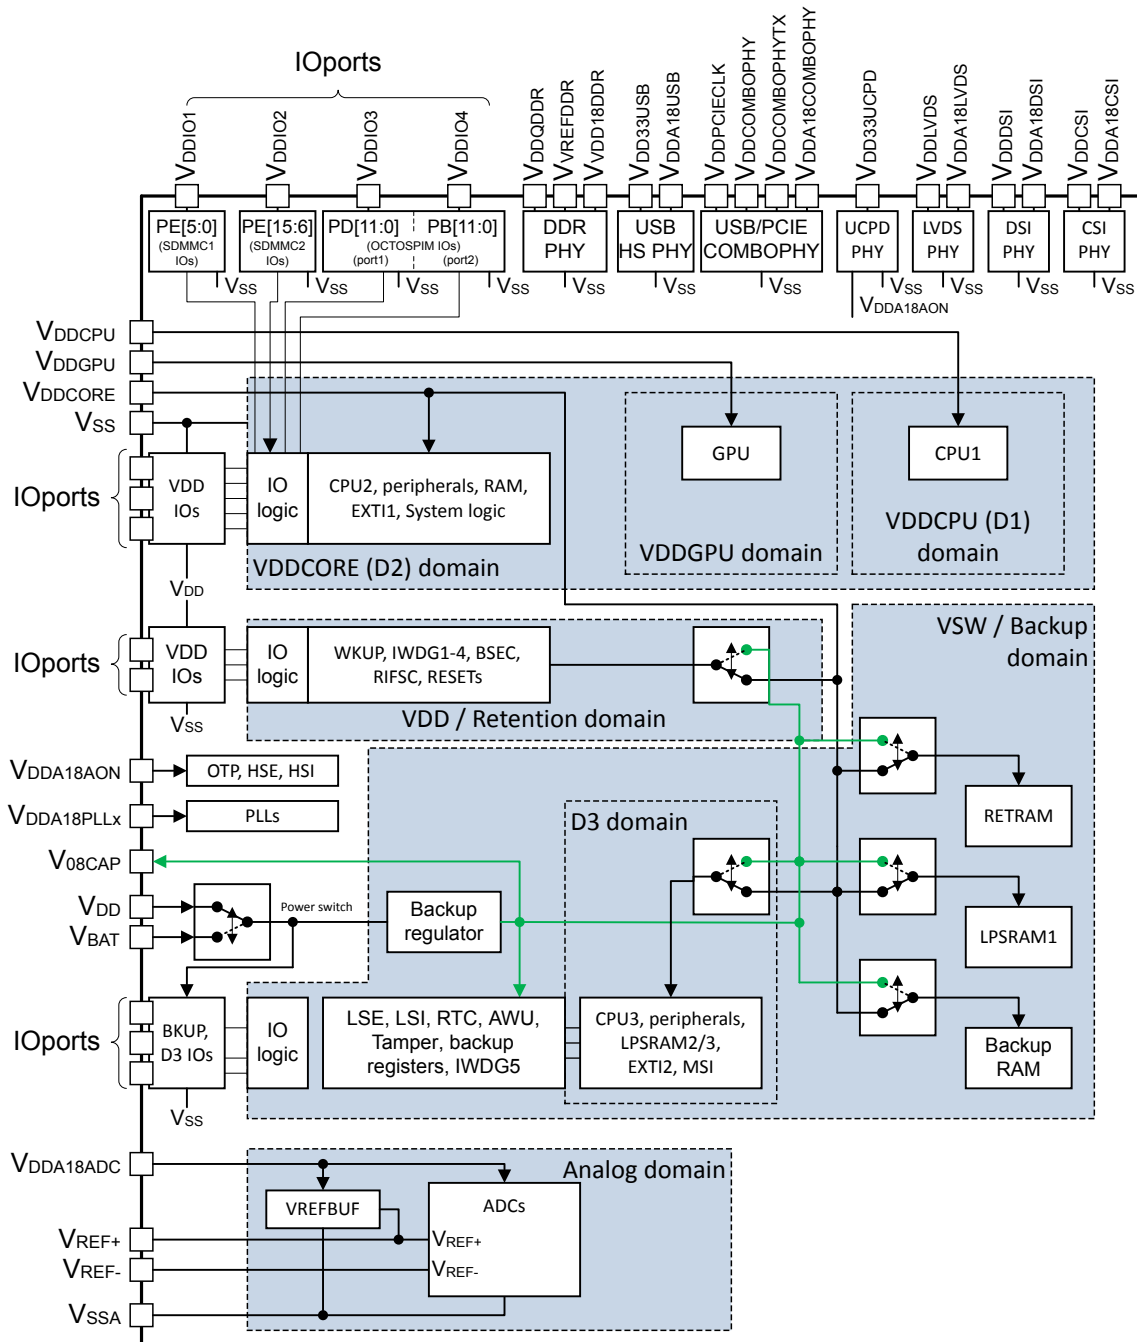 IOports
VDDIO1
VDDIO2
VDDIO3
VDDIO4
VDDQDDR
VVREFDDR
VVDD18DDR
VDD33USB
VDDA18USB
VDDPCIECLK
VDDCOMBOPHY
VDDCOMBOPHYTX
VDDA18COMBOPHY
VDD33UCPD
VDDLVDS
VDDA18LVDS
VDDDSI
VDDA18DSI
VDDCSI
VDDA18CSI
PE[5:0]
(SDMMC1
IOs)
PE[15:6]
(SDMMC2
IOs)
PD[11:0]
PB[11:0]
(OCTOSPIM IOs)
(port1)
(port2)
DDR
PHY
USB
HS PHY
USB/PCIE
COMBOPHY
UCPD
PHY
LVDS
PHY
DSI
PHY
CSI
PHY
VSS
VSS
VSS
VSS
VSS
VSS
VSS
VSS
VSS
VSS
VSS
VDDA18AON
VDDCPU
VDDGPU
VDDCORE
VSS
IOports
VDD
IOs
IO
logic
CPU2, peripherals, RAM,
EXTI1, System logic
GPU
CPU1
VDDCORE (D2) domain
VDDGPU domain
VDDCPU (D1)
domain
VDD
IOports
VDD
IOs
IO
logic
WKUP, IWDG1-4, BSEC,
RIFSC, RESETs
VSS
VDD / Retention domain
VSW / Backup
domain
VDDA18AON
OTP, HSE, HSI
VDDA18PLLx
PLLs
D3 domain
RETRAM
V08CAP
VDD
VBAT
Power switch
Backup
regulator
LPSRAM1
IOports
BKUP,
D3 IOs
IO
logic
LSE, LSI, RTC, AWU,
Tamper, backup
registers, IWDG5
CPU3, peripherals,
LPSRAM2/3,
EXTI2, MSI
Backup
RAM
VSS
VDDA18ADC
Analog domain
VREFBUF
ADCs
VREF+
VREF+
VREF-
VREF-
VSSA